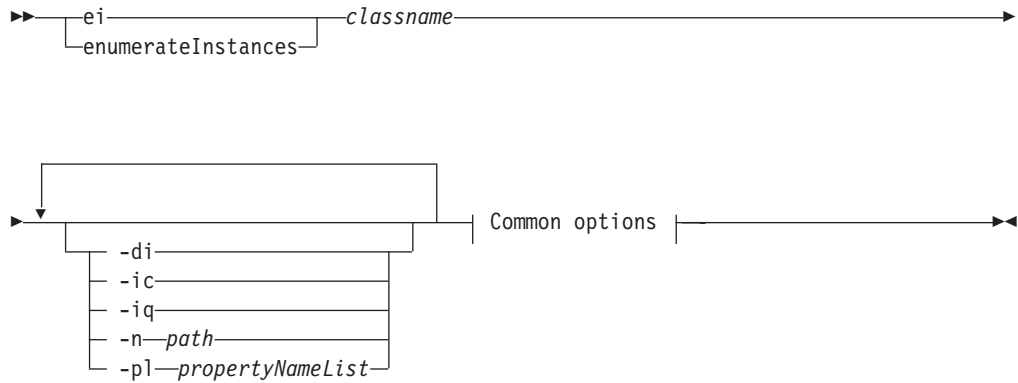 ei classname
enumerateInstances
Common options
-di
-ic
-iq
-n path
-pl propertyNameList